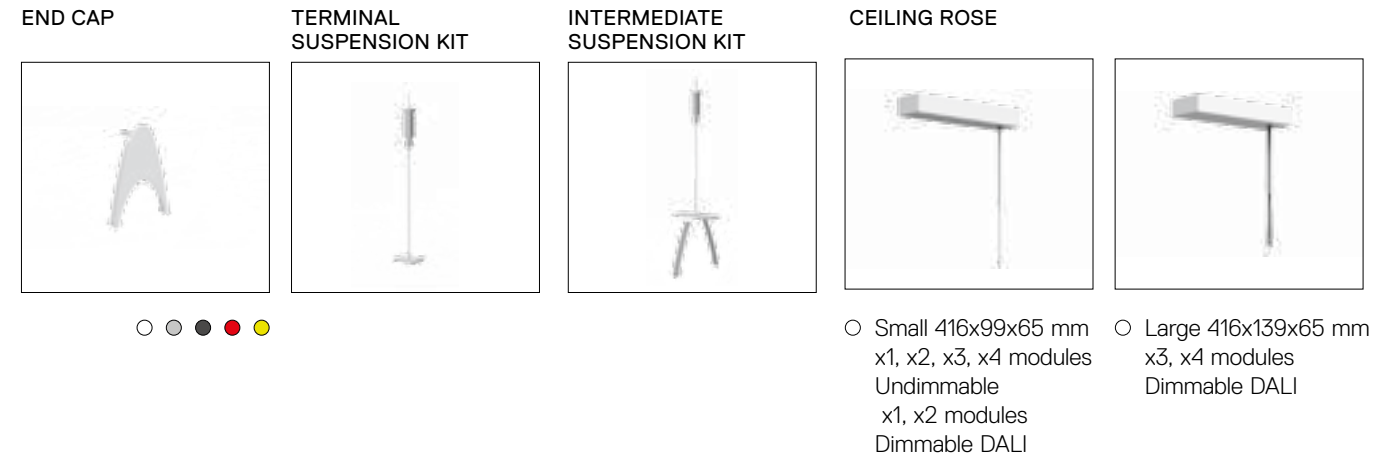 END CAP
TERMINAL
SUSPENSION KIT
INTERMEDIATE
SUSPENSION KIT
CEILING ROSE
Small 416x99x65 mm
x1, x2, x3, x4 modules
Undimmable
x1, x2 modules
Dimmable DALI
Large 416x139x65 mm
x3, x4 modules
Dimmable DALI